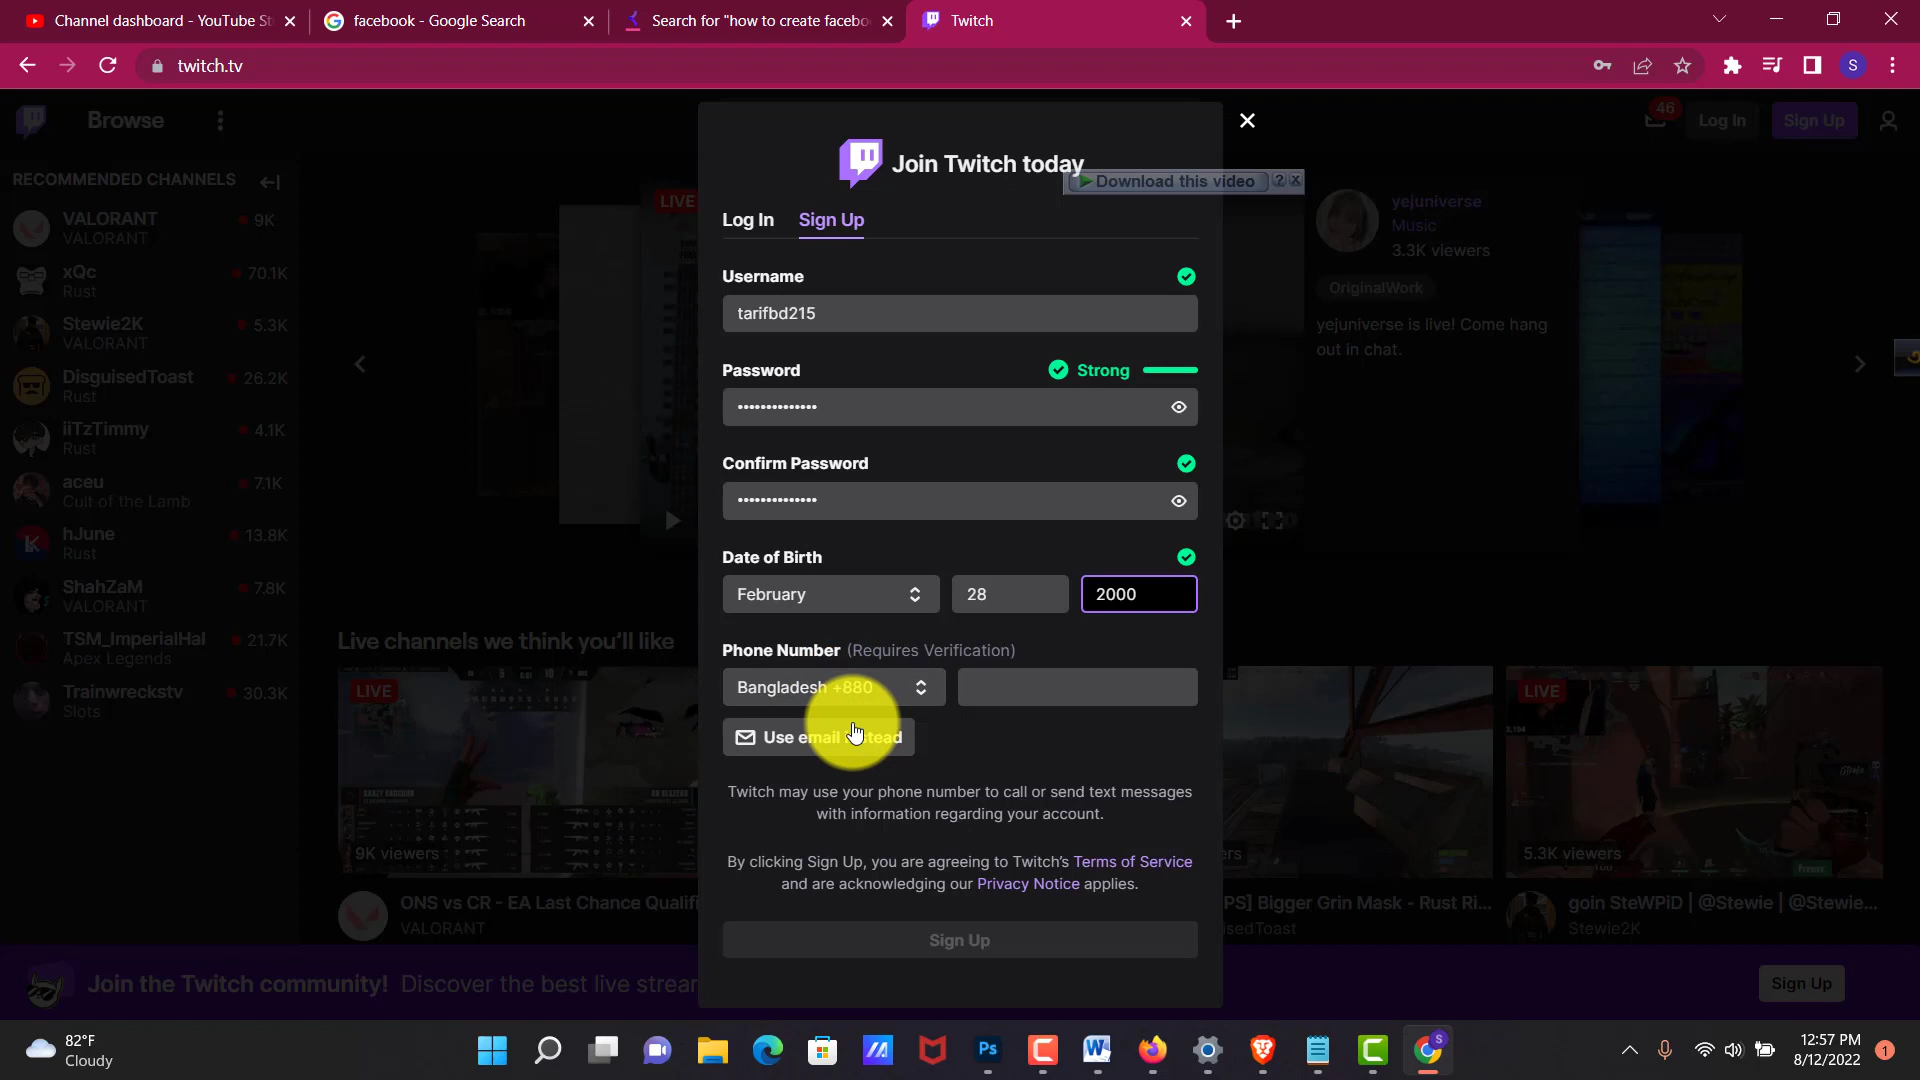 Channel dashboard - YouTube St
facebook - Google Search
Search for "how to create facebo
Twitch
twitch.tv
S
Browse
46
Log In
Sign Up
RECOMMENDED CHANNELS
VALORANT
9K
VALORANT
xQc
70.1K
Rust
Stewie2K
5.3K
VALORANT
DisguisedToast
26.2K
Rust
iiTzTimmy
4.1K
Rust
aceu
7.1K
Cult of the Lamb
hJune
13.8K
Rust
ShahZaM
7.8K
VALORANT
TSM_ImperialHal
21.7K
Apex Legends
Trainwreckstv
30.3K
Slots
LIVE
Join Twitch today
Download this video
Log In
Sign Up
Username
tarifbd215
Password
Strong
Confirm Password
Date of Birth
February
28
2000
Phone Number (Requires Verification)
Bangladesh +880
Use email instead
Twitch may use your phone number to call or send text messages
with information regarding your account.
By clicking Sign Up, you are agreeing to Twitch's Terms of Service
and are acknowledging our Privacy Notice applies.
Sign Up
yejuniverse
Music
3.3K viewers
OriginalWork
yejuniverse is live! Come hang
out in chat.
Live channels we think you'll like
LIVE
9K viewers
ONS vs CR - EA Last Chance Qualifi
VALORANT
PS] Bigger Grin Mask - Rust Ri...
isedToast
LIVE
5.3K viewers
goin SteWPiD | @Stewie | @Stewie...
Stewie2K
Join the Twitch community! Discover the best live strear
Sign Up
82°F
Cloudy
Ps
S
12:57 PM
8/12/2022
1